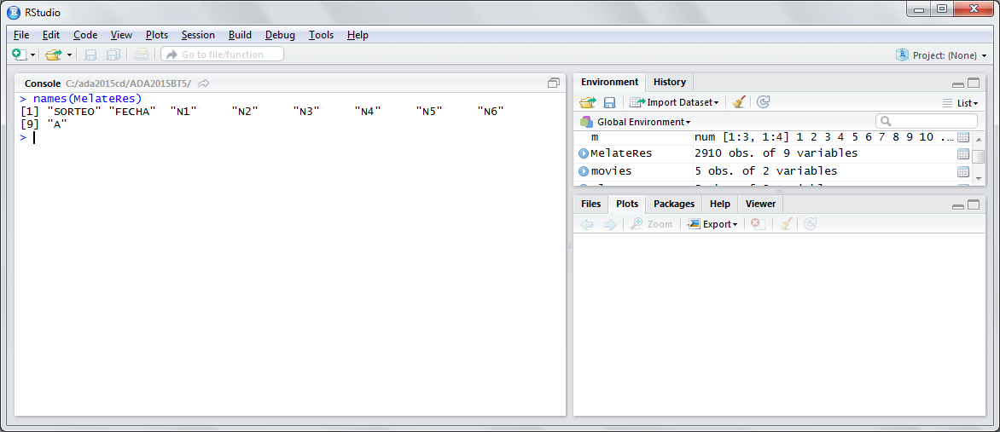 RStudio
File Edit Code View Plots Session Build Debug Tools Help
Go to file/function
Project: (None)
Console C:/ada2015cd/ADA2015BT5/
> names(MelateRes)
[1] "SORTEO" "FECHA" "N1" "N2" "N3" "N4" "N5" "N6"
[9] "A"
>
Environment History
Import Dataset
List
Global Environment
m num [1:3, 1:4] 1 2 3 4 5 6 7 8 9 10 ...
MelateRes 2910 obs. of 9 variables
movies 5 obs. of 2 variables
Files Plots Packages Help Viewer
Zoom Export